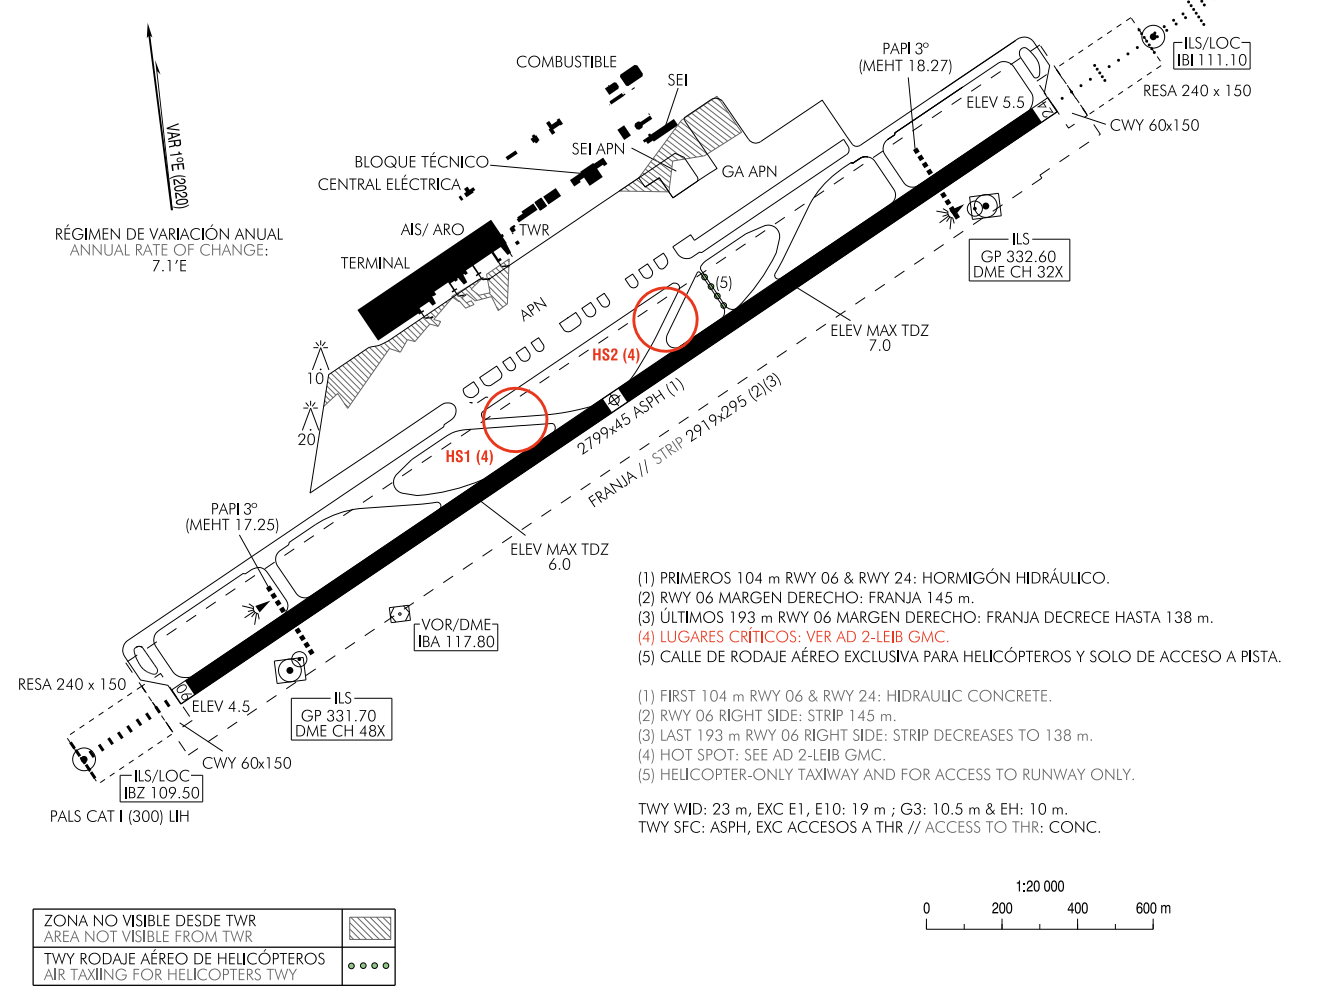 COMBUSTIBLE
SEI
PAPI 3º
(MEHT 18.27)
ILS/LOC
IBI 111.10
RESA 240 x 150
ELEV 5.5
24
CWY 60x150
VAR 1ºE (2020)
BLOQUE TÉCNICO
SEI APN
GA APN
CENTRAL ELÉCTRICA
RÉGIMEN DE VARIACIÓN ANUAL
ANNUAL RATE OF CHANGE:
7.1'E
AIS/ ARO
TWR
TERMINAL
ILS
GP 332.60
DME CH 32X
(5)
APN
ELEV MAX TDZ
7.0
HS2 (4)
10
20
2799x45 ASPH (1)
FRANJA // STRIP 2919x295 (2)(3)
HS1 (4)
PAPI 3º
(MEHT 17.25)
ELEV MAX TDZ
6.0
VOR/DME
IBA 117.80
RESA 240 x 150
06
ELEV 4.5
ILS
GP 331.70
DME CH 48X
CWY 60x150
ILS/LOC
IBZ 109.50
PALS CAT I (300) LIH
(1) PRIMEROS 104 m RWY 06 & RWY 24: HORMIGÓN HIDRÁULICO.
(2) RWY 06 MARGEN DERECHO: FRANJA 145 m.
(3) ÚLTIMOS 193 m RWY 06 MARGEN DERECHO: FRANJA DECRECE HASTA 138 m.
(4) LUGARES CRÍTICOS: VER AD 2-LEIB GMC.
(5) CALLE DE RODAJE AÉREO EXCLUSIVA PARA HELICÓPTEROS Y SOLO DE ACCESO A PISTA.
(1) FIRST 104 m RWY 06 & RWY 24: HIDRAULIC CONCRETE.
(2) RWY 06 RIGHT SIDE: STRIP 145 m.
(3) LAST 193 m RWY 06 RIGHT SIDE: STRIP DECREASES TO 138 m.
(4) HOT SPOT: SEE AD 2-LEIB GMC.
(5) HELICOPTER-ONLY TAXIWAY AND FOR ACCESS TO RUNWAY ONLY.
TWY WID: 23 m, EXC E1, E10: 19 m ; G3: 10.5 m & EH: 10 m.
TWY SFC: ASPH, EXC ACCESOS A THR // ACCESS TO THR: CONC.
1:20 000
0 200 400 600 m
ZONA NO VISIBLE DESDE TWR
AREA NOT VISIBLE FROM TWR
TWY RODAJE AÉREO DE HELICÓPTEROS
AIR TAXIING FOR HELICOPTERS TWY